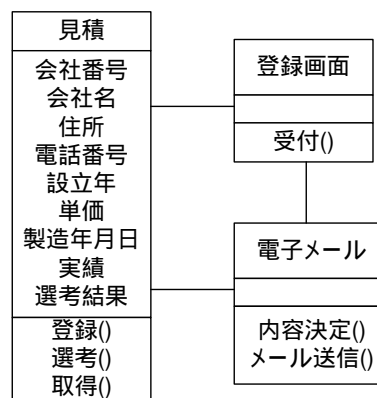 見積
会社番号
会社名
住所
電話番号
設立年
単価
製造年月日
実績
選考結果
登録()
選考()
取得()
登録画面
受付()
電子メール
内容決定()
メール送信()